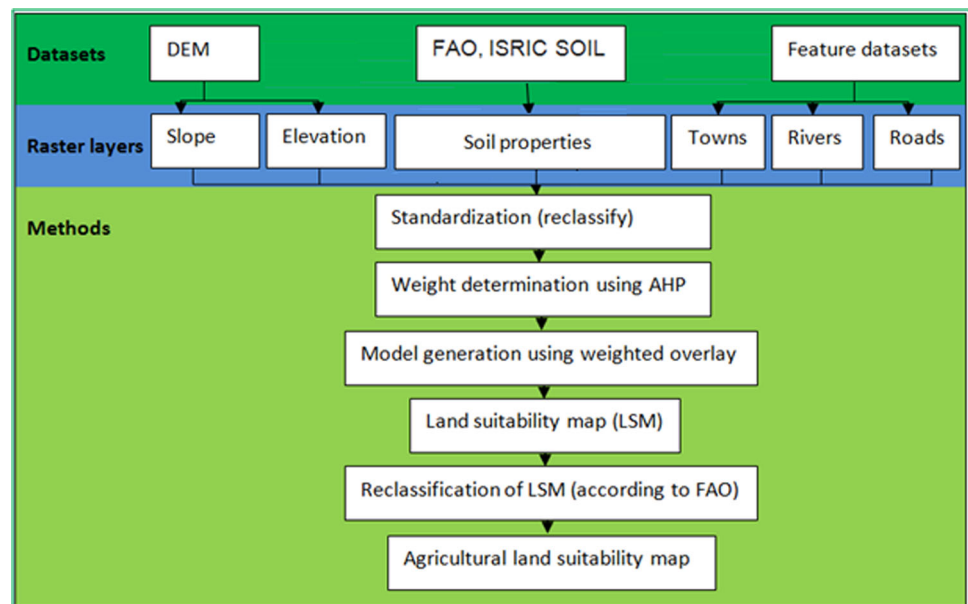 Datasets
DEM
FAO, ISRIC SOIL
Feature datasets
Raster layers
Slope
Elevation
Soil properties
Towns
Rivers
Roads
Methods
Standardization (reclassify)
Weight determination using AHP
Model generation using weighted overlay
Land suitability map (LSM)
Reclassification of LSM (according to FAO)
Agricultural land suitability map